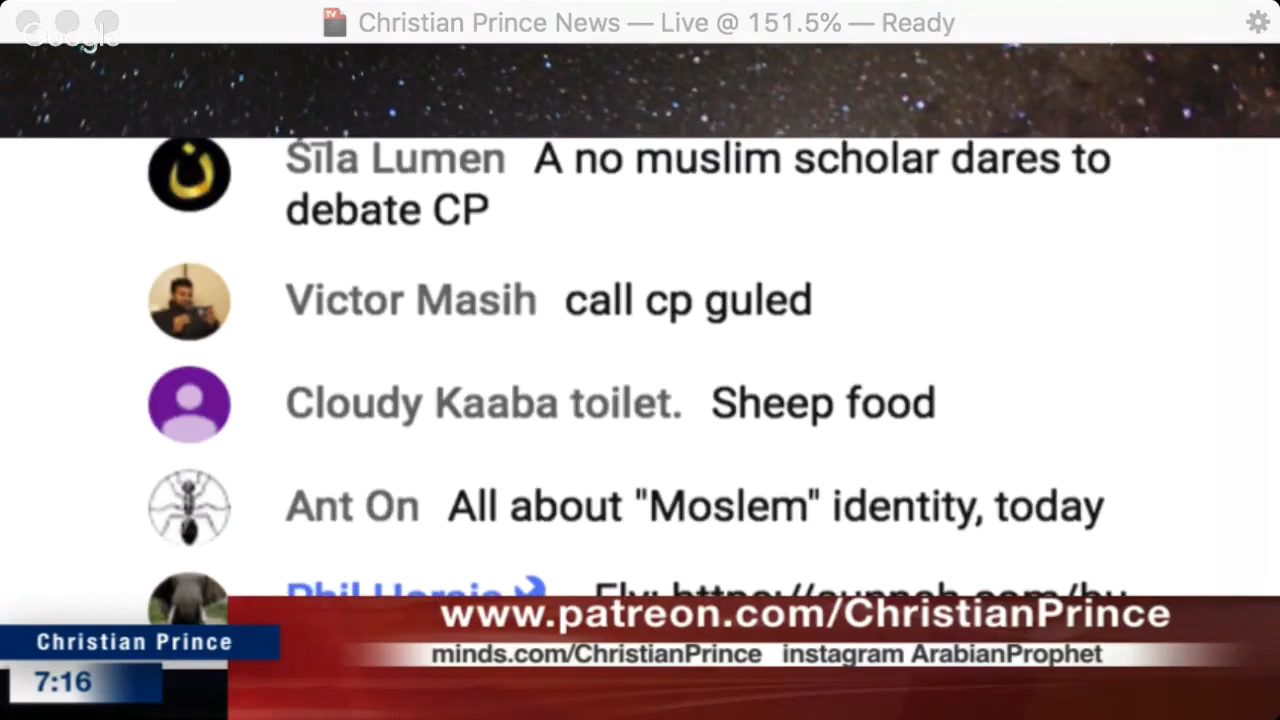 Christian Prince News — Live @ 151.5% — Ready
Google
TV
ن
Sīla Lumen A no muslim scholar dares to
debate CP
Victor Masih call cp guled
Cloudy Kaaba toilet. Sheep food
Ant On All about "Moslem" identity, today
www.patreon.com/ChristianPrince
minds.com/ChristianPrince instagram ArabianProphet
Christian Prince
7:16